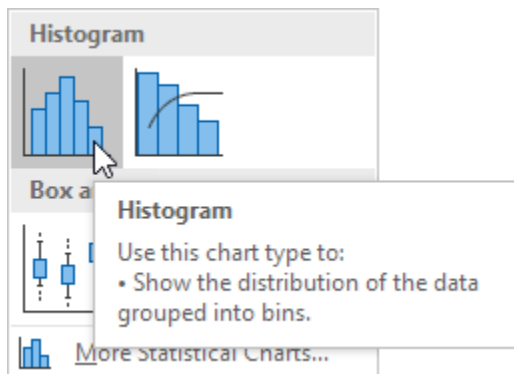 Histogram
Box a
Histogram
Use this chart type to:
• Show the distribution of the data
grouped into bins.
More Statistical Charts...